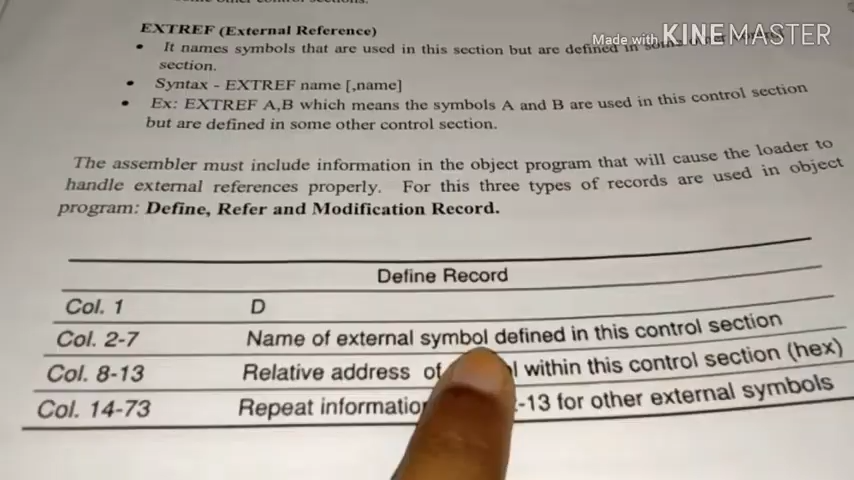 EXTREF (External Reference)
Made with KINEMASTER
• It names symbols that are used in this section but are defined in some other
section.
• Syntax - EXTREF name [,name]
• Ex: EXTREF A,B which means the symbols A and B are used in this control section
but are defined in some other control section.
The assembler must include information in the object program that will cause the loader to
handle external references properly. For this three types of records are used in object
program: Define, Refer and Modification Record.
Define Record
Col. 1 D
Col. 2-7 Name of external symbol defined in this control section
Col. 8-13 Relative address of within this control section (hex)
Col. 14-73 Repeat information -13 for other external symbols